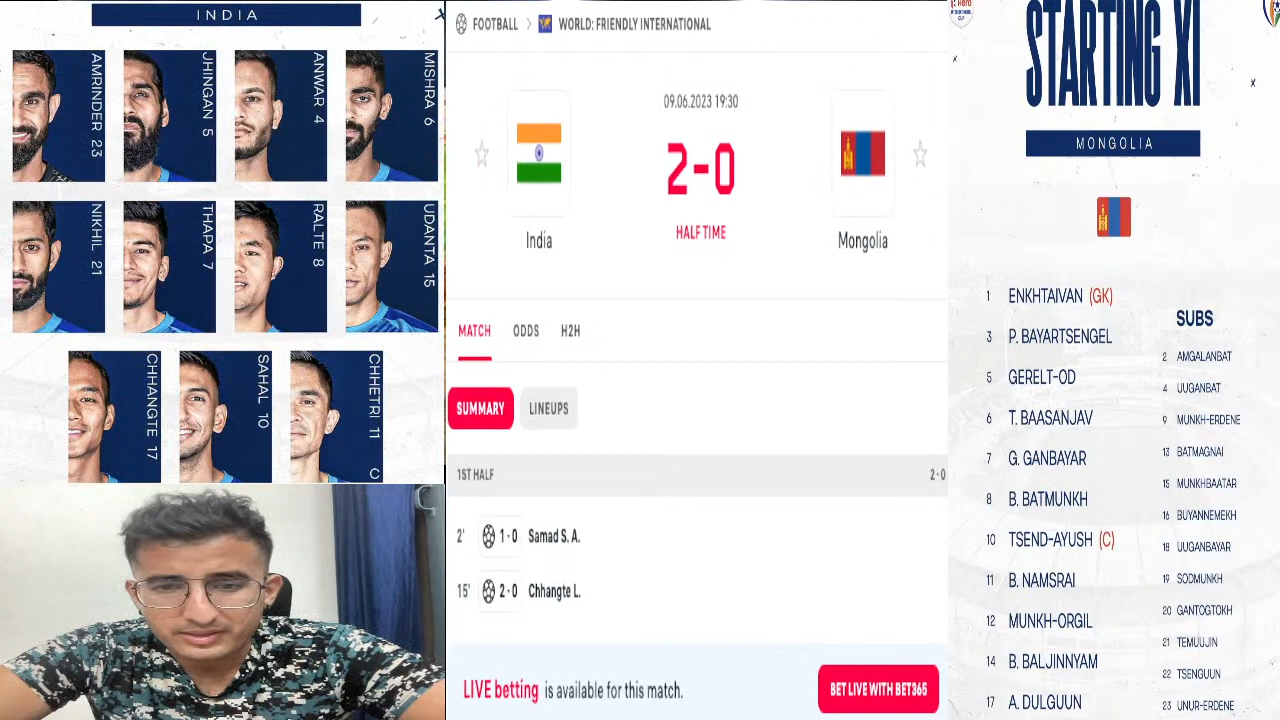 INDIA
AMRINDER 23
JHINGAN 5
ANWAR 4
MISHRA 6
NIKHIL 21
THAPA 7
RALTE 8
UDANTA 15
CHHANGTE 17
SAHAL 10
CHHETRI 11 C
FOOTBALL > WORLD: FRIENDLY INTERNATIONAL
09.06.2023 19:30
2-0
HALF TIME
India
Mongolia
MATCH ODDS H2H
SUMMARY LINEUPS
1ST HALF 2-0
2' 1-0 Samad S. A.
15' 2-0 Chhangte L.
LIVE betting is available for this match.
BET LIVE WITH BET365
Hero
STARTING XI
MONGOLIA
1 ENKHTAIVAN (GK)
3 P. BAYARTSENGEL
5 GERELT-OD
6 T. BAASANJAV
7 G. GANBAYAR
8 B. BATMUNKH
10 TSEND-AYUSH (C)
11 B. NAMSRAI
12 MUNKH-ORGIL
14 B. BALJINNYAM
17 A. DULGUUN
SUBS
2 AMGALANBAT
4 UUGANBAT
9 MUNKH-ERDENE
13 BATMAGNAI
15 MUNKHBAATAR
16 BUYANNEMEKH
18 UUGANBAYAR
19 SODMUNKH
20 GANTOGTOKH
21 TEMUUJIN
22 TSENGUUN
23 UNUR-ERDENE